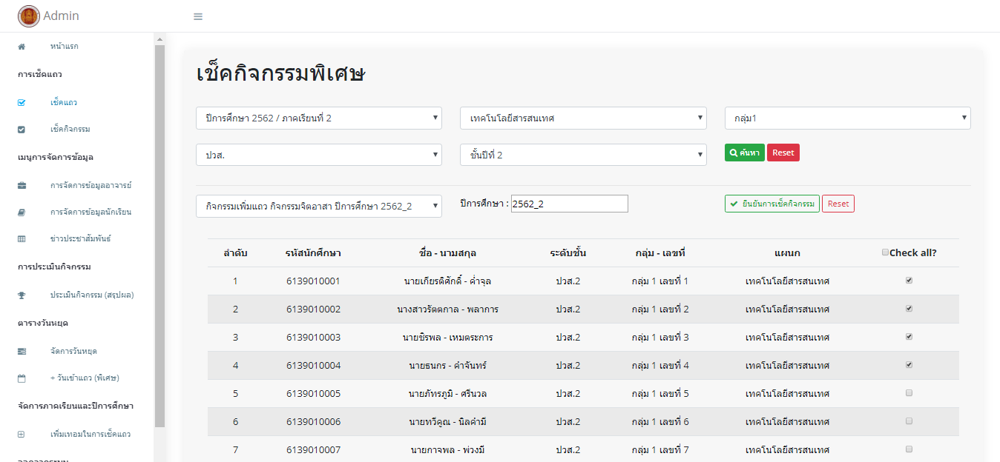 Admin
หน้าแรก
การเช็คแถว
เช็คแถว
เช็คกิจกรรม
เมนูการจัดการข้อมูล
การจัดการข้อมูลอาจารย์
การจัดการข้อมูลนักเรียน
ข่าวประชาสัมพันธ์
การประเมินกิจกรรม
ประเมินกิจกรรม (สรุปผล)
ตารางวันหยุด
จัดการวันหยุด
+ วันเข้าแถว (พิเศษ)
จัดการภาคเรียนและปีการศึกษา
เพิ่มเทอมในการเช็คแถว
เช็คกิจกรรมพิเศษ
ปีการศึกษา 2562 / ภาคเรียนที่ 2 เทคโนโลยีสารสนเทศ กลุ่ม1
ปวส. ชั้นปีที่ 2 ค้นหา Reset
กิจกรรมเพิ่มแถว กิจกรรมจิตอาสา ปีการศึกษา 2562_2 ปีการศึกษา : 2562_2 ยืนยันการเช็คกิจกรรม Reset
ลำดับ รหัสนักศึกษา ชื่อ - นามสกุล ระดับชั้น กลุ่ม - เลขที่ แผนก Check all?
1 6139010001 นายเกียรติศักดิ์ - ค่ำจุล ปวส.2 กลุ่ม 1 เลขที่ 1 เทคโนโลยีสารสนเทศ
2 6139010002 นางสาวรัตตกาล - พลาการ ปวส.2 กลุ่ม 1 เลขที่ 2 เทคโนโลยีสารสนเทศ
3 6139010003 นายชิรพล - เหมตระการ ปวส.2 กลุ่ม 1 เลขที่ 3 เทคโนโลยีสารสนเทศ
4 6139010004 นายธนกร - คำจันทร์ ปวส.2 กลุ่ม 1 เลขที่ 4 เทคโนโลยีสารสนเทศ
5 6139010005 นายภัทรภูมิ - ศรีนวล ปวส.2 กลุ่ม 1 เลขที่ 5 เทคโนโลยีสารสนเทศ
6 6139010006 นายทวีคูณ - นิลคำมี ปวส.2 กลุ่ม 1 เลขที่ 6 เทคโนโลยีสารสนเทศ
7 6139010007 นายกาจพล - พ่วงมี ปวส.2 กลุ่ม 1 เลขที่ 7 เทคโนโลยีสารสนเทศ